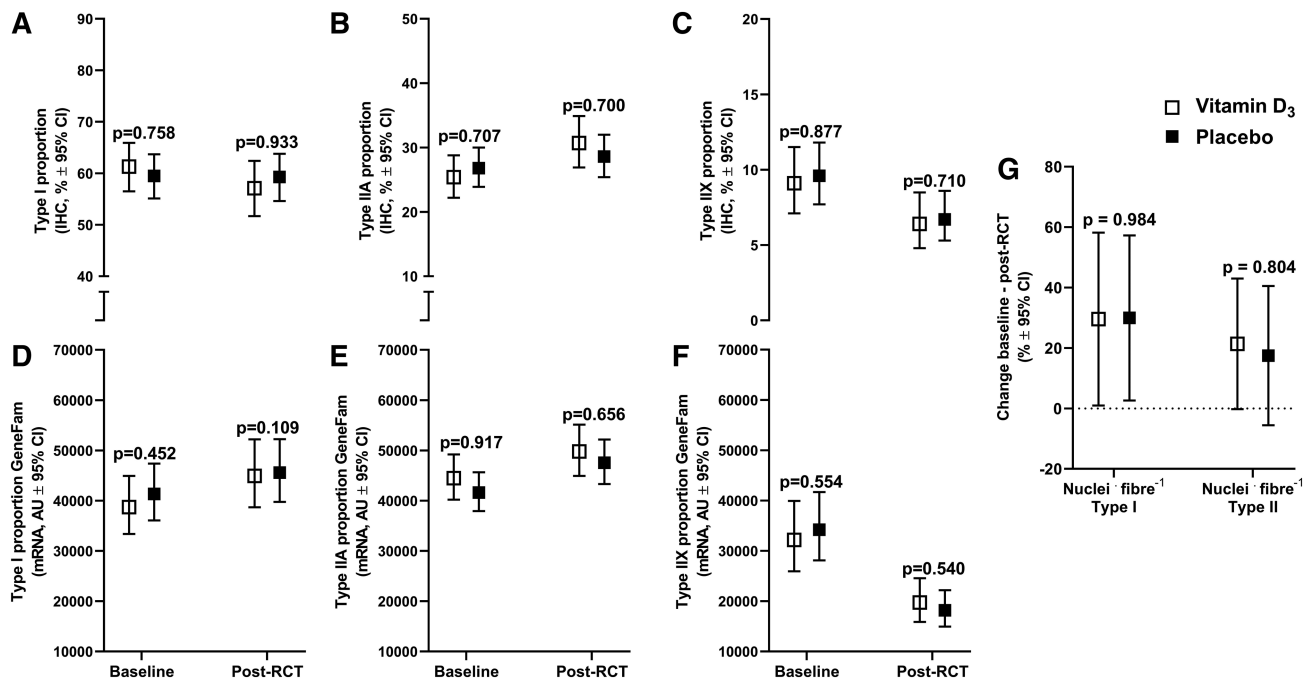 A
90
80
70
60
50
40
Type I proportion
(IHC, % ± 95% CI)
p=0.758
p=0.933
B
50
40
30
20
10
Type IIA proportion
(IHC, % ± 95% CI)
p=0.707
p=0.700
C
20
15
10
5
0
Type IIX proportion
(IHC, % ± 95% CI)
p=0.877
p=0.710
Vitamin D3
Placebo
D
70000
60000
50000
40000
30000
20000
10000
Type I proportion GeneFam
(mRNA, AU ± 95% CI)
p=0.452
p=0.109
Baseline
Post-RCT
E
70000
60000
50000
40000
30000
20000
10000
Type IIA proportion GeneFam
(mRNA, AU ± 95% CI)
p=0.917
p=0.656
Baseline
Post-RCT
F
70000
60000
50000
40000
30000
20000
10000
Type IIX proportion GeneFam
(mRNA, AU ± 95% CI)
p=0.554
p=0.540
Baseline
Post-RCT
G
80
60
40
20
0
-20
Change baseline - post-RCT
(% ± 95% CI)
p = 0.984
p = 0.804
Nuclei · fibre-1
Type I
Nuclei · fibre-1
Type II